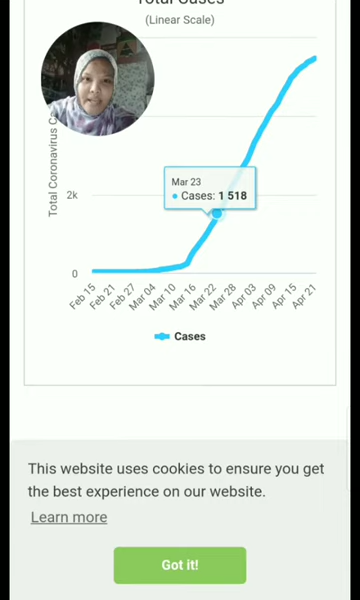 Total Cases
(Linear Scale)
Total Coronavirus
2k
Mar 23
Cases: 1 518
0
Feb 15
Feb 21
Feb 27
Mar 04
Mar 10
Mar 16
Mar 22
Mar 28
Apr 03
Apr 09
Apr 15
Apr 21
Cases
This website uses cookies to ensure you get
the best experience on our website.
Learn more
Got it!